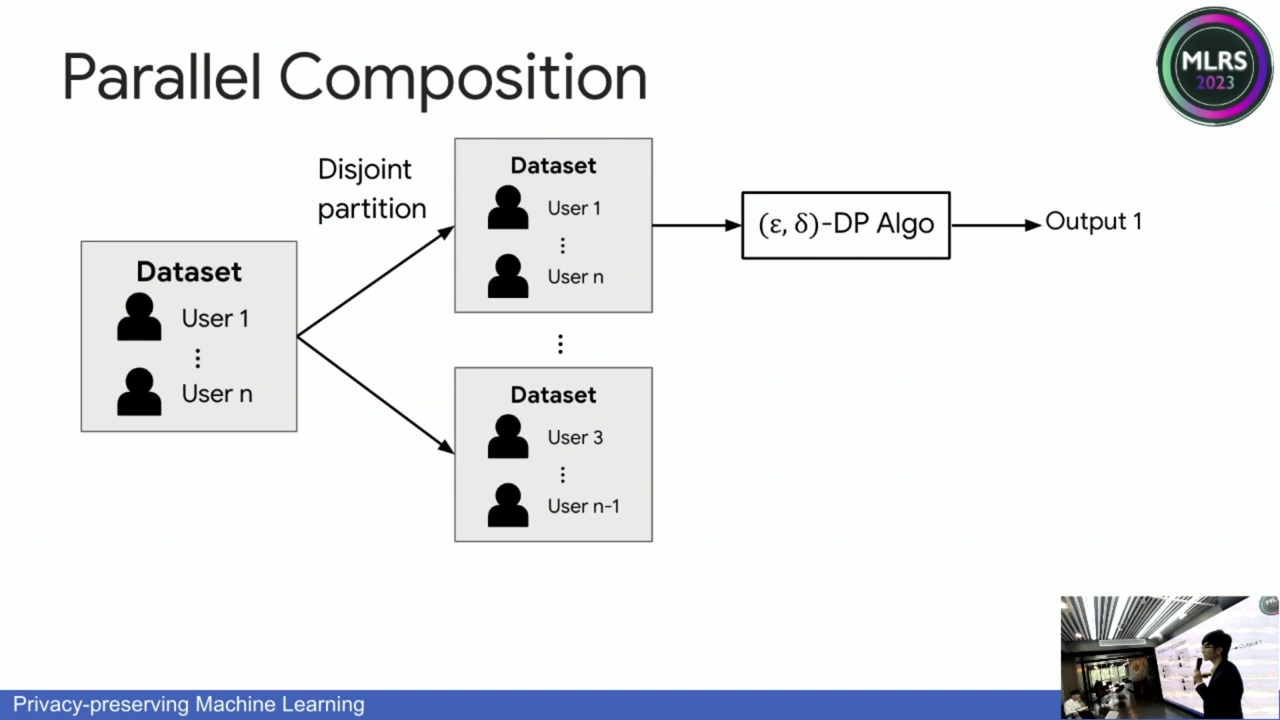 Parallel Composition
MLRS
2023
Disjoint
partition
Dataset
User 1
⋮
User n
Dataset
User 1
⋮
User n
(ε, δ)-DP Algo
Output 1
⋮
Dataset
User 3
⋮
User n-1
Privacy-preserving Machine Learning